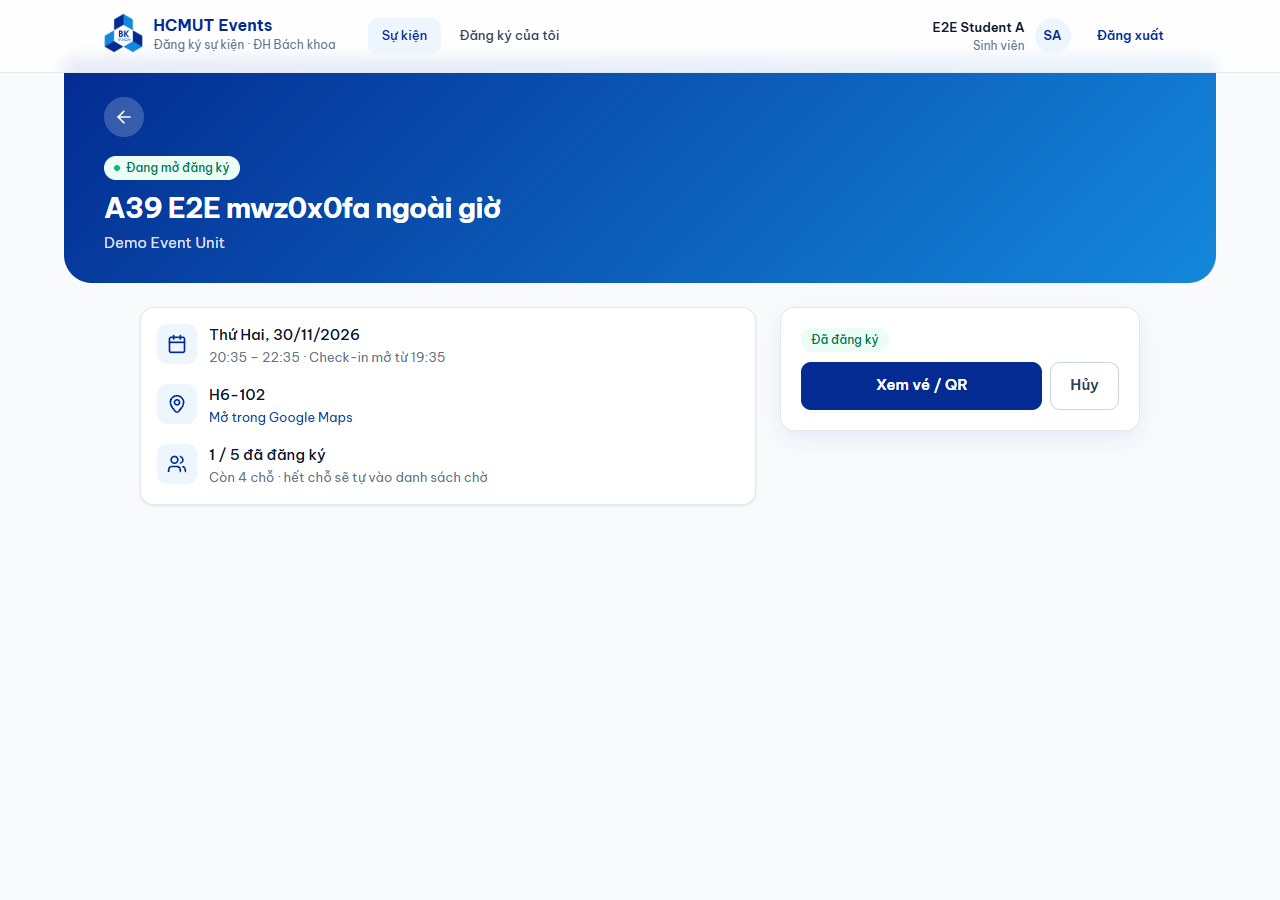 BK
HCMUT Events
Đăng ký sự kiện · ĐH Bách khoa
Sự kiện
Đăng ký của tôi
E2E Student A
Sinh viên
SA
Đăng xuất
Đang mở đăng ký
A39 E2E mwz0x0fa ngoài giờ
Demo Event Unit
Thứ Hai, 30/11/2026
20:35 – 22:35 · Check-in mở từ 19:35
H6-102
Mở trong Google Maps
1 / 5 đã đăng ký
Còn 4 chỗ · hết chỗ sẽ tự vào danh sách chờ
Đã đăng ký
Xem vé / QR
Hủy